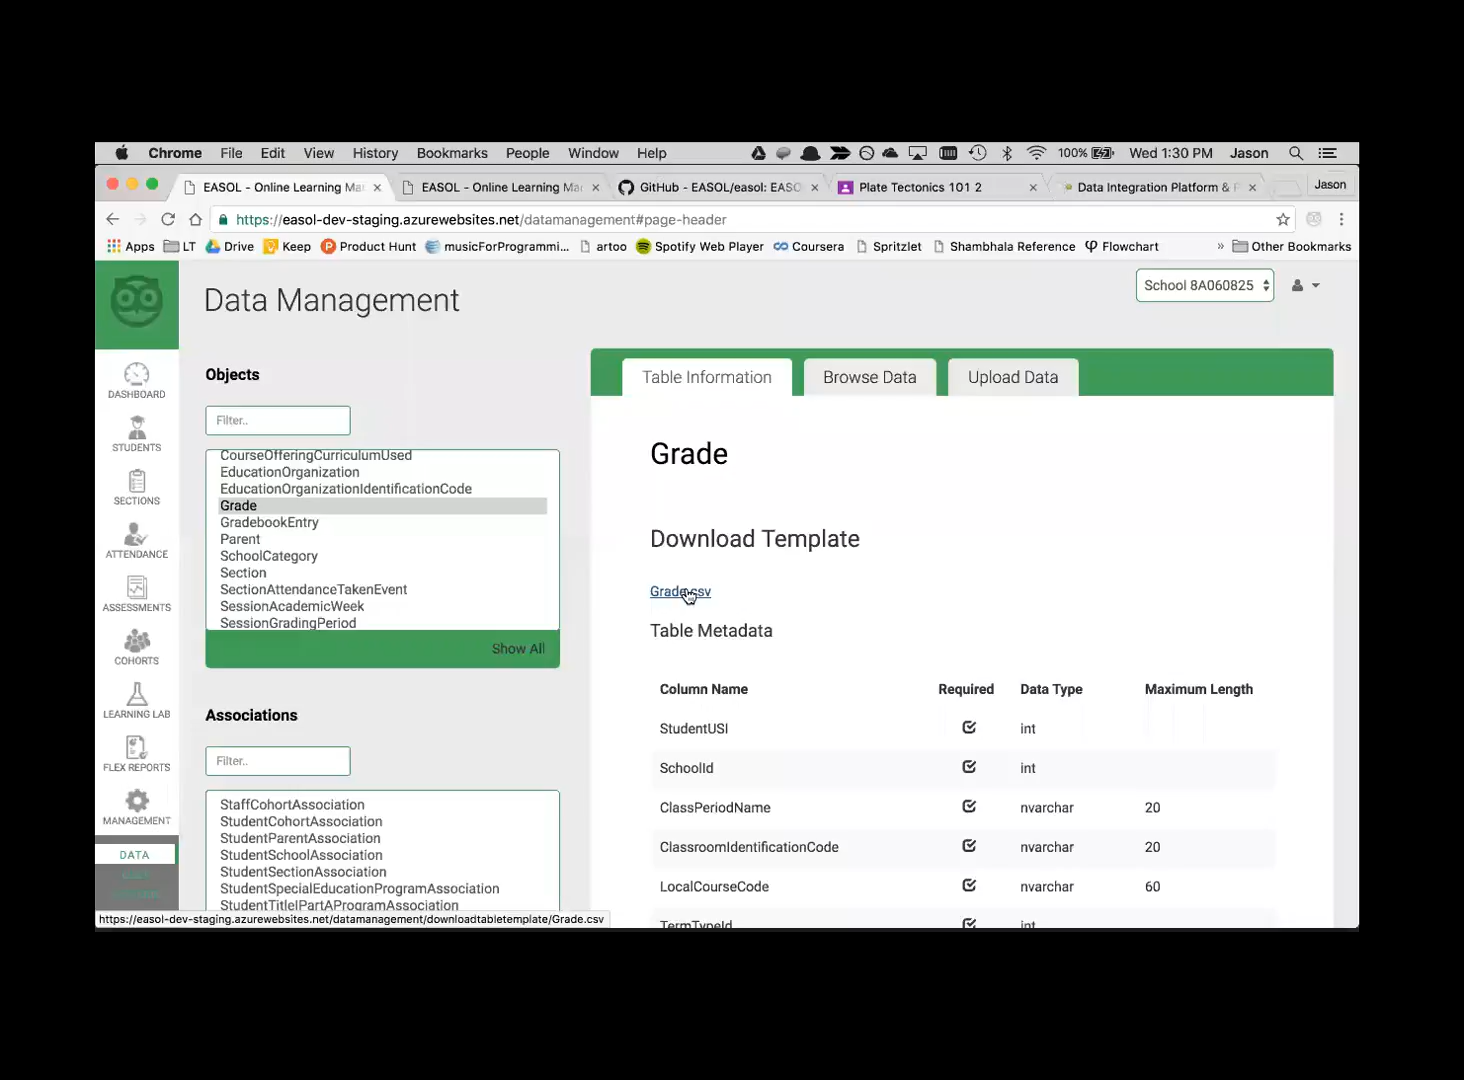 Chrome File Edit View History Bookmarks People Window Help 100% Wed 1:30 PM Jason
EASOL - Online Learning Ma EASOL - Online Learning Ma GitHub - EASOL/easol: EASO Plate Tectonics 101 2 Data Integration Platform & Jason
https://easol-dev-staging.azurewebsites.net/datamanagement#page-header
Apps LT Drive Keep Product Hunt musicForProgrammi... artoo Spotify Web Player Coursera Spritzlet Shambhala Reference Flowchart » Other Bookmarks
Data Management
School 8A060825
DASHBOARD
STUDENTS
SECTIONS
ATTENDANCE
ASSESSMENTS
COHORTS
LEARNING LAB
FLEX REPORTS
MANAGEMENT
DATA
Objects
Filter..
CourseOfferingCurriculumUsed
EducationOrganization
EducationOrganizationIdentificationCode
Grade
GradebookEntry
Parent
SchoolCategory
Section
SectionAttendanceTakenEvent
SessionAcademicWeek
SessionGradingPeriod
Show All
Associations
Filter..
StaffCohortAssociation
StudentCohortAssociation
StudentParentAssociation
StudentSchoolAssociation
StudentSectionAssociation
StudentSpecialEducationProgramAssociation
StudentTitleIPartAProgramAssociation
Table Information Browse Data Upload Data
Grade
Download Template
Grade.csv
Table Metadata
Column Name Required Data Type Maximum Length
StudentUSI int
SchoolId int
ClassPeriodName nvarchar 20
ClassroomIdentificationCode nvarchar 20
LocalCourseCode nvarchar 60
TermTypeId int
https://easol-dev-staging.azurewebsites.net/datamanagement/downloadtabletemplate/Grade.csv